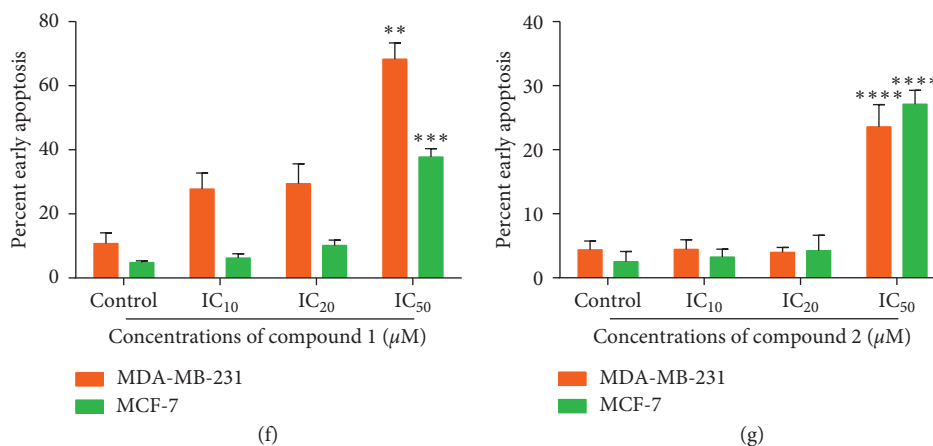 Percent early apoptosis
80
60
40
20
0
**
***
Control IC10 IC20 IC50
Concentrations of compound 1 (µM)
MDA-MB-231
MCF-7
(f)
Percent early apoptosis
40
30
20
10
0
**** ****
Control IC10 IC20 IC50
Concentrations of compound 2 (µM)
MDA-MB-231
MCF-7
(g)